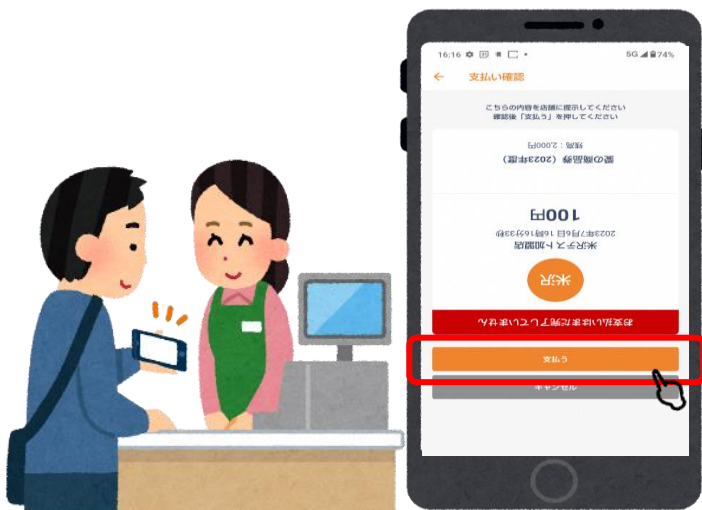 16:16 5G 74%
支払い確認
こちらの内容を店舗に提示してください
確認後「支払う」を押してください
残高：2,000円
愛の商品券（2023年度）
100円
2023年7月6日 16時16分33秒
米沢テスト加盟店
米沢
お支払いはまだ完了していません
支払う
キャンセル